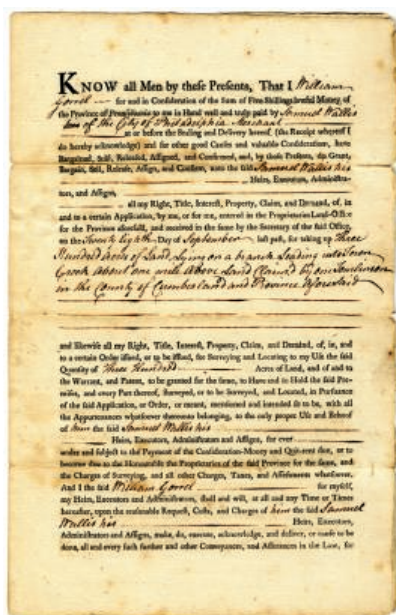 KNOW all Men by these Presents, That I William
Gorrel for and in Consideration of the Sum of Five Shillings lawful Money of
the Province of Pennsylvania to me in Hand well and truly paid by Samuel Wallis
of the City of Philadelphia Merchant
at or before the Sealing and Delivery hereof (the Receipt whereof I
do hereby acknowledge) and for other good Causes and valuable Consideration, have
Bargained, Sold, Released, Assigned, and Confirmed, and, by these Presents, do Grant,
Bargain, Sell, Release, Assign, and Confirm, unto the said Samuel Wallis his
Heirs, Executors, Administra-
tors, and Assigns,
all my Right, Title, Interest, Property, Claim, and Demand, of, in
and to a certain Application, by me, or for me, entered in the Proprietaries Land-Office
for the Province aforesaid, and received in the same by the Secretary of the said Office,
on the Twenty Eighth Day of September last past, for taking up Three
Hundred Acres of Land, Lying on a branch Leading into
Creek About one mile Above Land Claim'd by one Tomlinson
in the County of Cumberland and Province Aforesaid
and likewise all my Right, Title, Interest, Property, Claim, and Demand, of, in, and
to a certain Order issued, or to be issued, for Surveying and Locating to my Use the said
Quantity of Three Hundred Acres of Land, and of and to
the Warrant, and Patent, to be granted for the same, to Have and to Hold the said Pre-
mises, and every Part thereof, Surveyed, or to be Surveyed, and Located, in Pursuance
of the said Application, or Order, or meant, mentioned and intended so to be, with all
the Appurtenances whatsoever thereunto belonging, to the only proper Use and Behoof
of him the said Samuel Wallis his
Heirs, Executors, Administrators and Assigns, for ever
under and subject to the Payment of the Consideration-Money and Quit-rent due, or to
become due to the Honourable the Proprietaries of the said Province for the same, and
the Charges of Surveying, and all other Charges, Taxes, and Assessments whatsoever.
And I the said William Gorrel for myself,
my Heirs, Executors and Administrators, shall and will, at all and any Time or Times
hereafter, upon the reasonable Request, Costs, and Charges of him the said Samuel
Wallis his Heirs, Executors,
Administrators and Assigns, make, do, execute, acknowledge, and deliver, or cause to be
done, all and every such further and other Conveyances, and Assurances in the Law, for